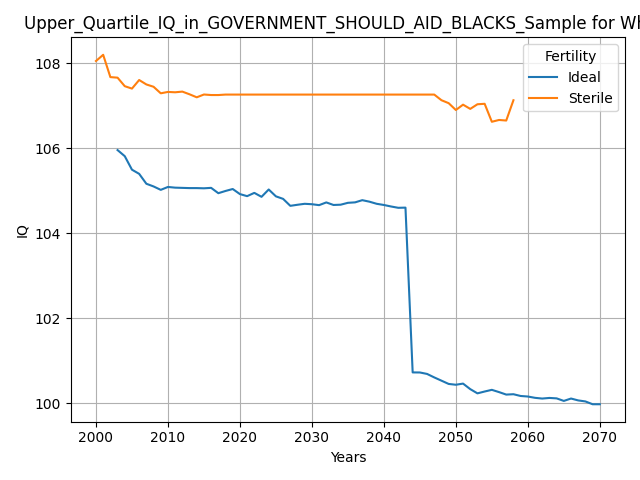 Upper_Quartile_IQ_in_GOVERNMENT_SHOULD_AID_BLACKS_Sample for
Fertility
Ideal
Sterile
108
106
104
102
100
IQ
2000 2010 2020 2030 2040 2050 2060 2070
Years